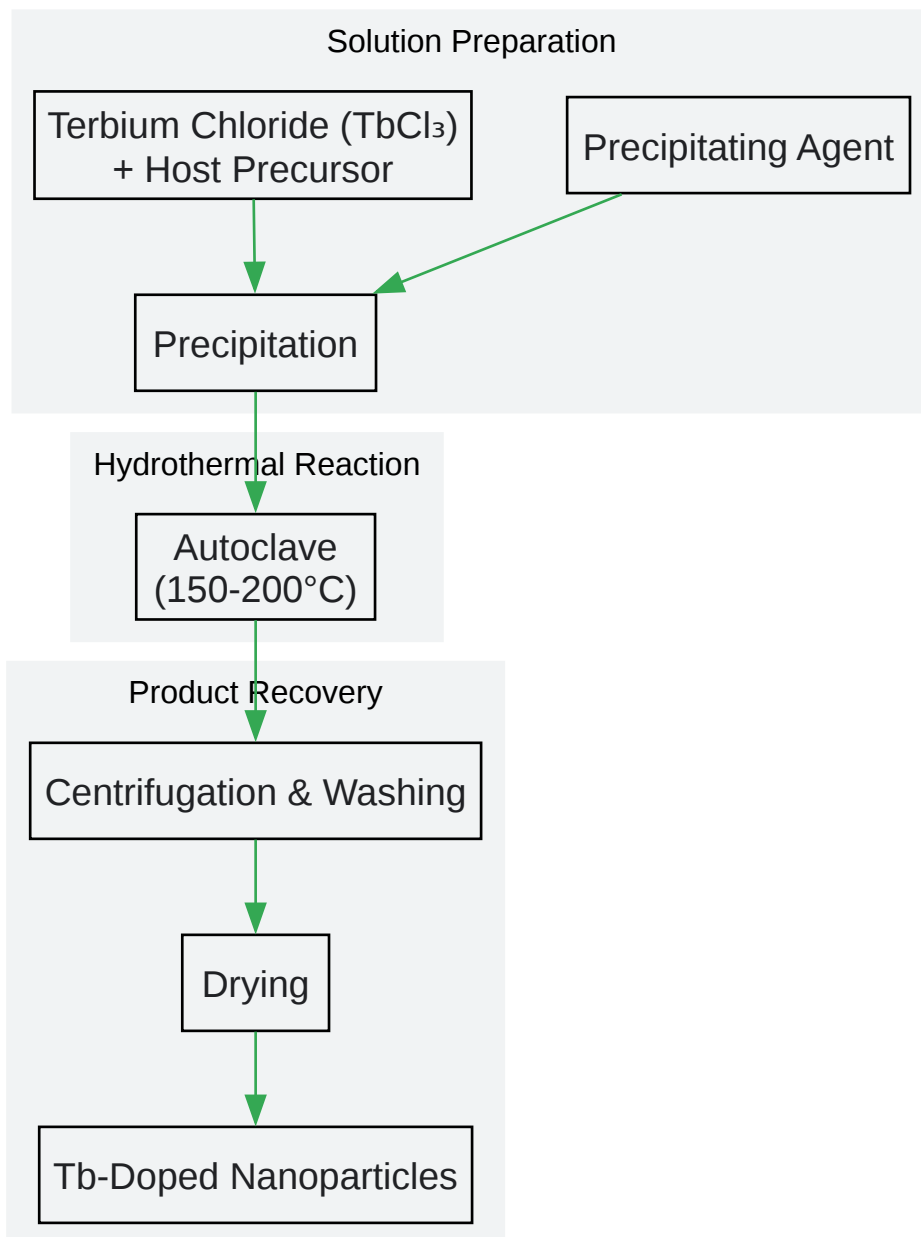 Solution Preparation
Terbium Chloride (TbCl₃)
+ Host Precursor
Precipitating Agent
Precipitation
Hydrothermal Reaction
Autoclave
(150-200°C)
Product Recovery
Centrifugation & Washing
Drying
Tb-Doped Nanoparticles